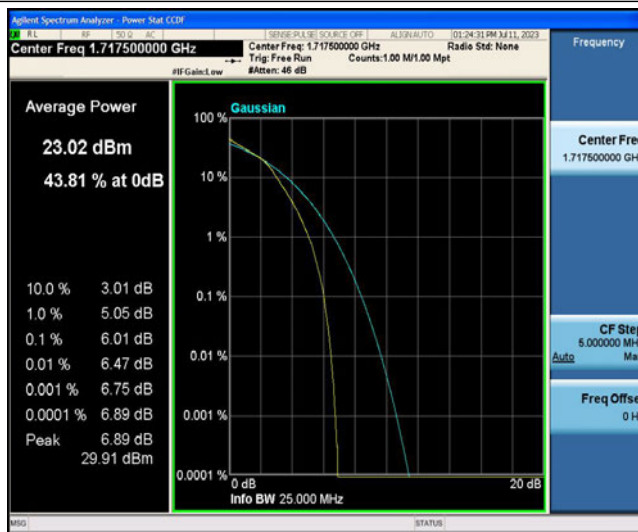 Agilent Spectrum Analyzer - Power Stat CCDF
RL RF 50 Ω AC SENSE:PULSE SOURCE OFF ALIGN AUTO 01:24:31 PM Jul 11, 2023
Center Freq 1.717500000 GHz
Center Freq: 1.717500000 GHz Radio Std: None
Trig: Free Run Counts:1.00 M/1.00 Mpt
#IFGain:Low #Atten: 46 dB
Frequency
Average Power
23.02 dBm
43.81 % at 0dB
10.0 % 3.01 dB
1.0 % 5.05 dB
0.1 % 6.01 dB
0.01 % 6.47 dB
0.001 % 6.75 dB
0.0001 % 6.89 dB
Peak 6.89 dB
29.91 dBm
Gaussian
100 %
10 %
1 %
0.1 %
0.01 %
0.001 %
0.0001 %
0 dB 20 dB
Info BW 25.000 MHz
Center Fre
1.717500000 GH
CF Ste
5.000000 MH
Auto Ma
Freq Offse
0 H
MSG STATUS